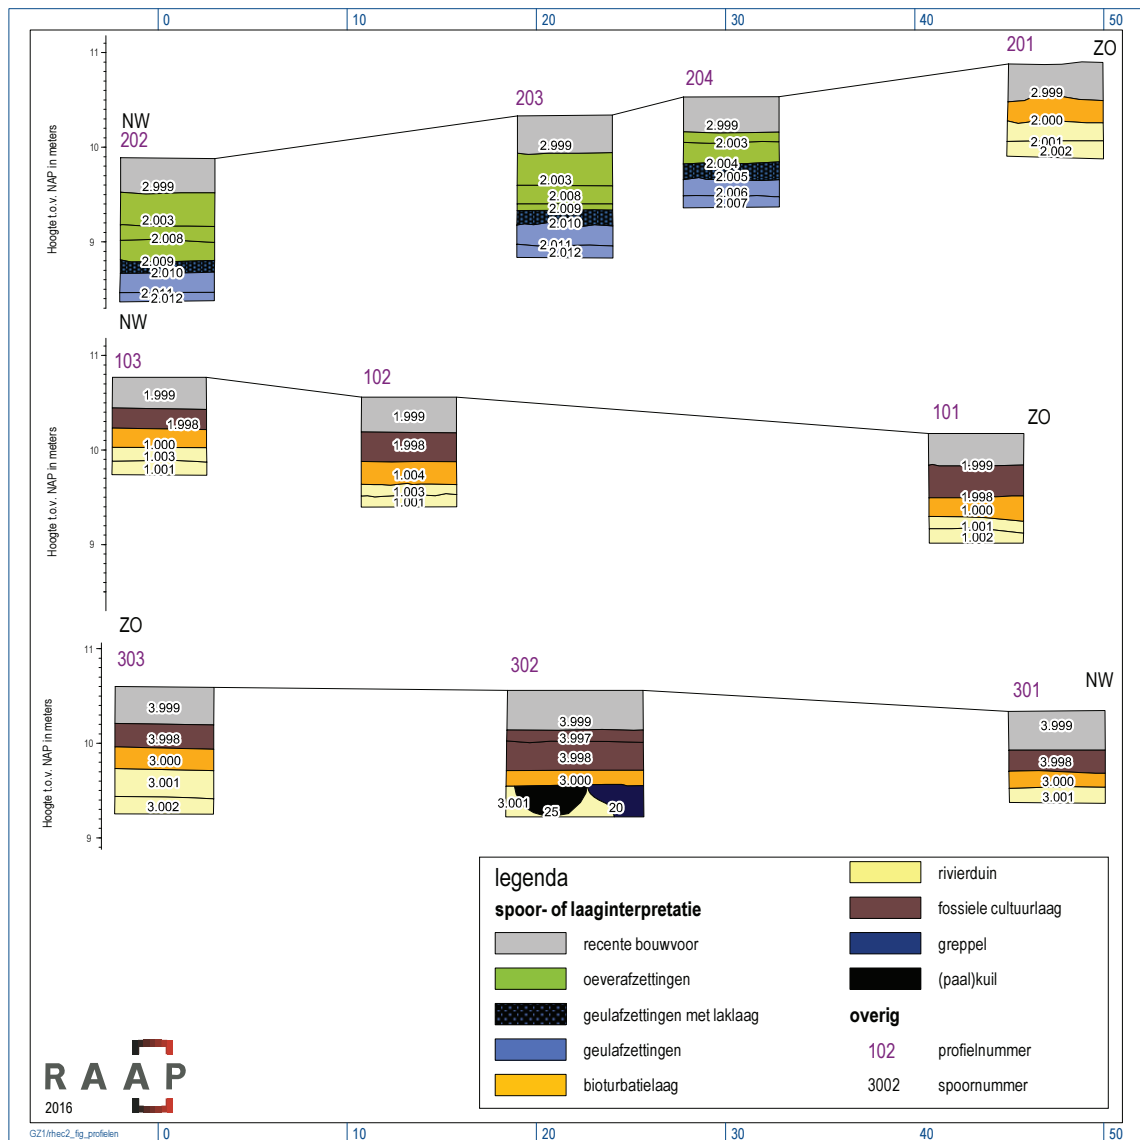 0 10 20 30 40 50
201 ZO
11
204
203
NW
202
10
9
Hoogte t.o.v. NAP in meters
2.999
2.003
2.008
2.009
2.010
2.011
2.012
2.999
2.003
2.008
2.009
2.010
2.011
2.012
2.999
2.003
2.004
2.005
2.006
2.007
2.999
2.000
2.001
2.002
NW
11
103
102
101 ZO
10
9
Hoogte t.o.v. NAP in meters
1.999
1.998
1.000
1.003
1.001
1.999
1.998
1.004
1.003
1.001
1.999
1.998
1.000
1.001
1.002
ZO
11
303
302
301 NW
10
9
Hoogte t.o.v. NAP in meters
3.999
3.998
3.000
3.001
3.002
3.999
3.997
3.998
3.000
3.001
25
20
3.999
3.998
3.000
3.001
legenda
spoor- of laaginterpretatie
recente bouwvoor
oeverafzettingen
geulafzettingen met laklaag
geulafzettingen
bioturbatielaag
rivierduin
fossiele cultuurlaag
greppel
(paal)kuil
overig
102 profielnummer
3002 spoornummer
RAAP
2016
GZ1/rhec2_fig_profielen
0 10 20 30 40 50